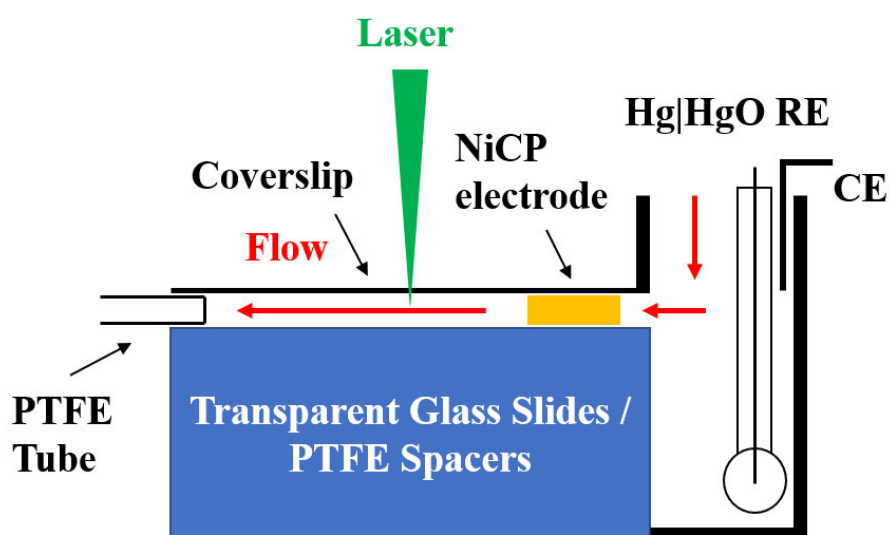 Laser
Hg|HgO RE
NiCP
electrode
CE
Coverslip
Flow
PTFE
Tube
Transparent Glass Slides /
PTFE Spacers